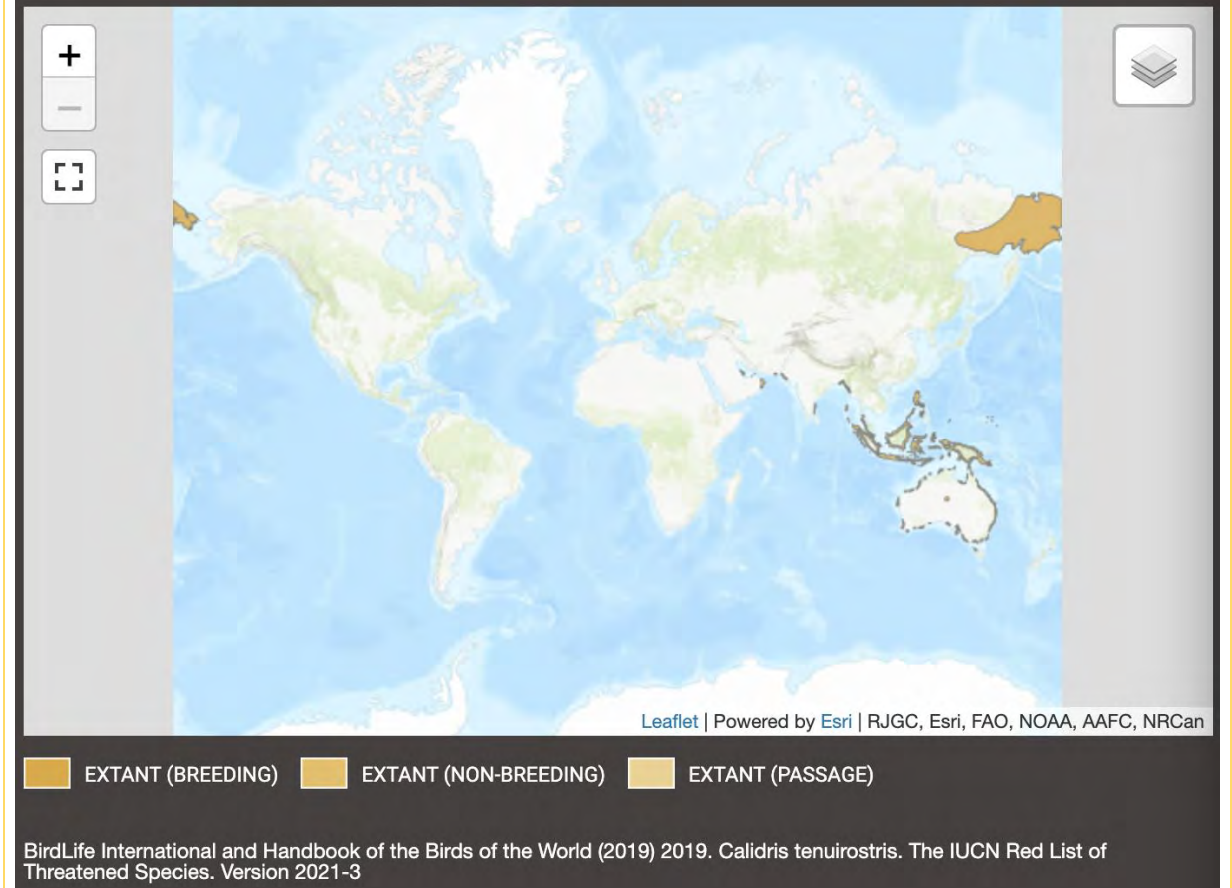 +
−
Leaflet | Powered by Esri | RJGC, Esri, FAO, NOAA, AAFC, NRCan
EXTANT (BREEDING) EXTANT (NON-BREEDING) EXTANT (PASSAGE)
BirdLife International and Handbook of the Birds of the World (2019) 2019. Calidris tenuirostris. The IUCN Red List of
Threatened Species. Version 2021-3